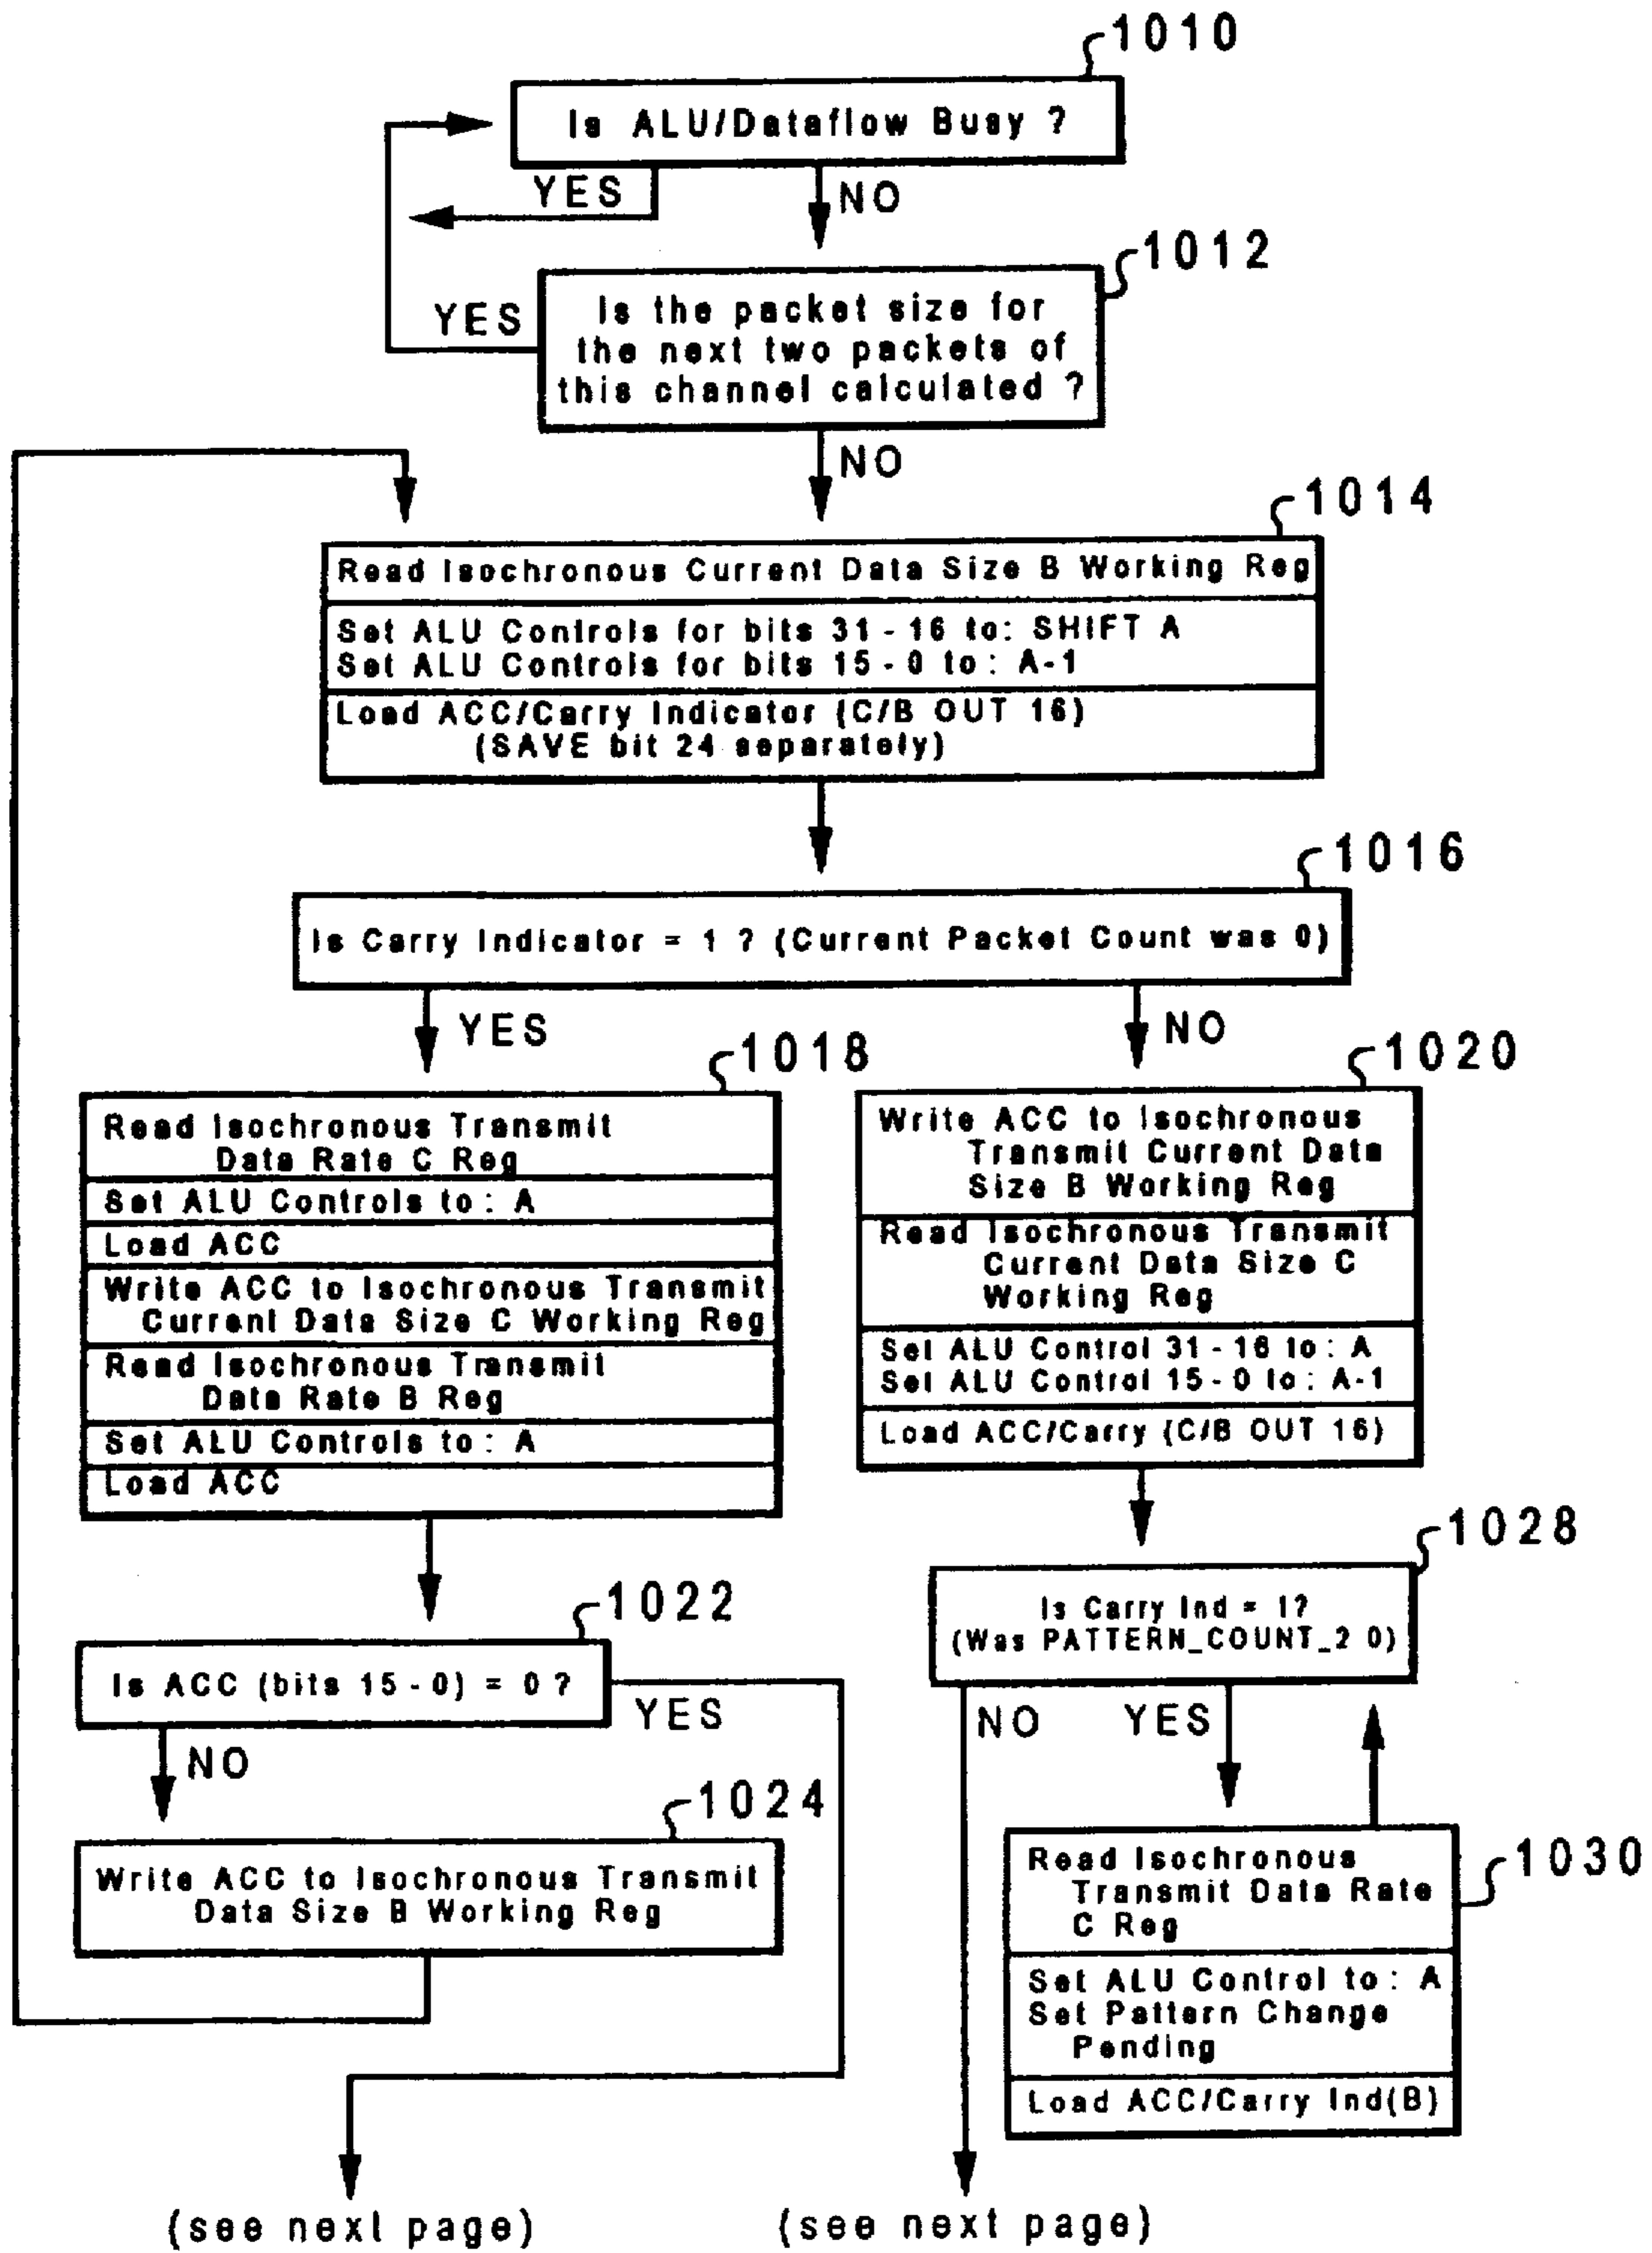 1010
Is ALU/Dataflow Busy ?
YES
NO
1012
YES
Is the packet size for
the next two packets of
this channel calculated ?
NO
1014
Read Isochronous Current Data Size B Working Reg
Set ALU Controls for bits 31 - 16 to: SHIFT A
Set ALU Controls for bits 15 - 0 to: A-1
Load ACC/Carry Indicator (C/B OUT 16)
(SAVE bit 24 separately)
1016
Is Carry Indicator = 1 ? (Current Packet Count was 0)
YES
NO
1018
Read Isochronous Transmit
Data Rate C Reg
Set ALU Controls to: A
Load ACC
Write ACC to Isochronous Transmit
Current Data Size C Working Reg
Read Isochronous Transmit
Data Rate B Reg
Set ALU Controls to: A
Load ACC
1020
Write ACC to Isochronous
Transmit Current Data
Size B Working Reg
Read Isochronous Transmit
Current Data Size C
Working Reg
Set ALU Control 31 - 16 to: A
Set ALU Control 15 - 0 to: A-1
Load ACC/Carry (C/B OUT 16)
1022
Is ACC (bits 15 - 0) = 0 ?
YES
NO
1024
Write ACC to Isochronous Transmit
Data Size B Working Reg
1028
Is Carry Ind = 1?
(Was PATTERN_COUNT_2 0)
NO
YES
1030
Read Isochronous
Transmit Data Rate
C Reg
Set ALU Control to: A
Set Pattern Change
Pending
Load ACC/Carry Ind(B)
(see next page)
(see next page)